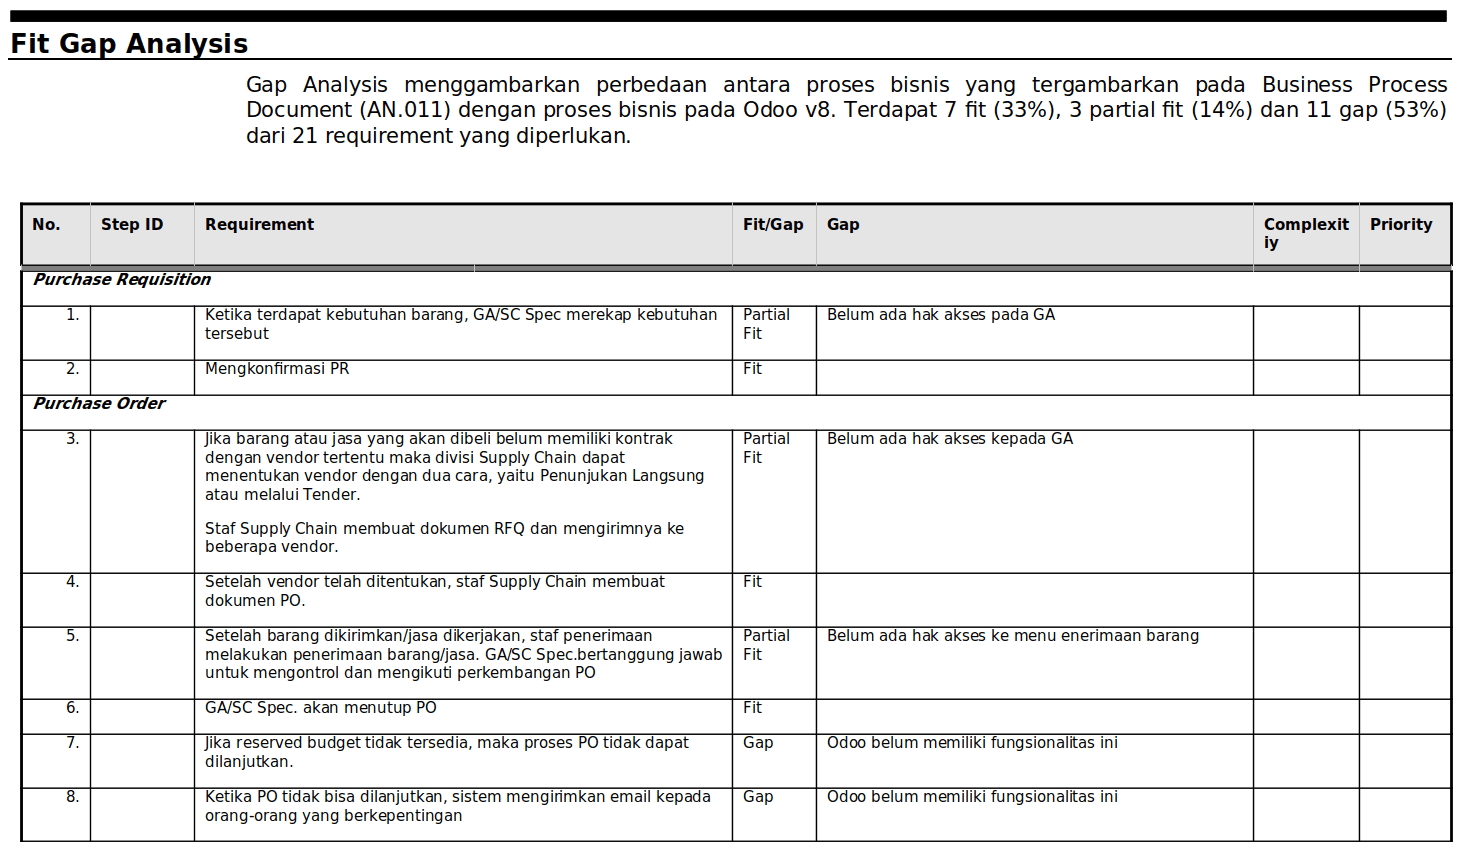 Fit Gap Analysis
Gap Analysis menggambarkan perbedaan antara proses bisnis yang tergambarkan pada Business Process
Document (AN.011) dengan proses bisnis pada Odoo v8. Terdapat 7 fit (33%), 3 partial fit (14%) dan 11 gap (53%)
dari 21 requirement yang diperlukan.
No. Step ID Requirement Fit/Gap Gap Complexit Priority
iy
Purchase Requisition
1. Ketika terdapat kebutuhan barang, GA/SC Spec merekap kebutuhan Partial Belum ada hak akses pada GA
tersebut Fit
2. Mengkonfirmasi PR Fit
Purchase Order
3. Jika barang atau jasa yang akan dibeli belum memiliki kontrak Partial Belum ada hak akses kepada GA
dengan vendor tertentu maka divisi Supply Chain dapat Fit
menentukan vendor dengan dua cara, yaitu Penunjukan Langsung
atau melalui Tender.
Staf Supply Chain membuat dokumen RFQ dan mengirimnya ke
beberapa vendor.
4. Setelah vendor telah ditentukan, staf Supply Chain membuat Fit
dokumen PO.
5. Setelah barang dikirimkan/jasa dikerjakan, staf penerimaan Partial Belum ada hak akses ke menu enerimaan barang
melakukan penerimaan barang/jasa. GA/SC Spec.bertanggung jawab Fit
untuk mengontrol dan mengikuti perkembangan PO
6. GA/SC Spec. akan menutup PO Fit
7. Jika reserved budget tidak tersedia, maka proses PO tidak dapat Gap Odoo belum memiliki fungsionalitas ini
dilanjutkan.
8. Ketika PO tidak bisa dilanjutkan, sistem mengirimkan email kepada Gap Odoo belum memiliki fungsionalitas ini
orang-orang yang berkepentingan